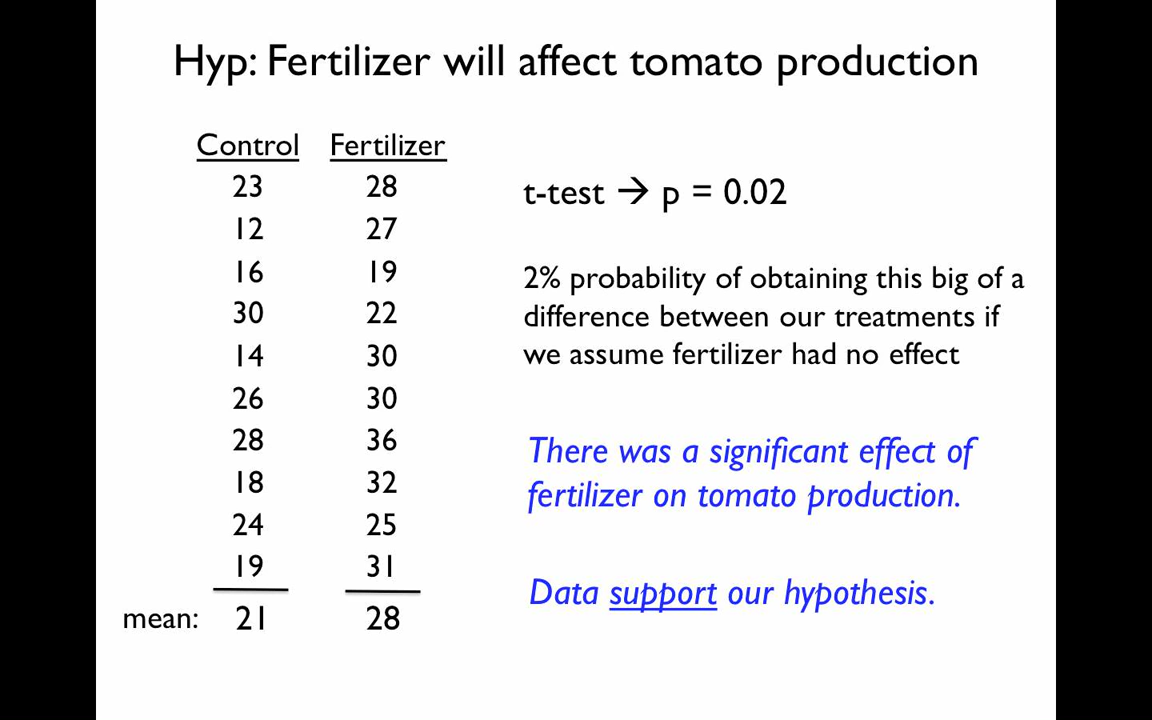 Hyp: Fertilizer will affect tomato production
Control Fertilizer
23 28
12 27
16 19
30 22
14 30
26 30
28 36
18 32
24 25
19 31
mean: 21 28
t-test → p = 0.02
2% probability of obtaining this big of a
difference between our treatments if
we assume fertilizer had no effect
There was a significant effect of
fertilizer on tomato production.
Data support our hypothesis.